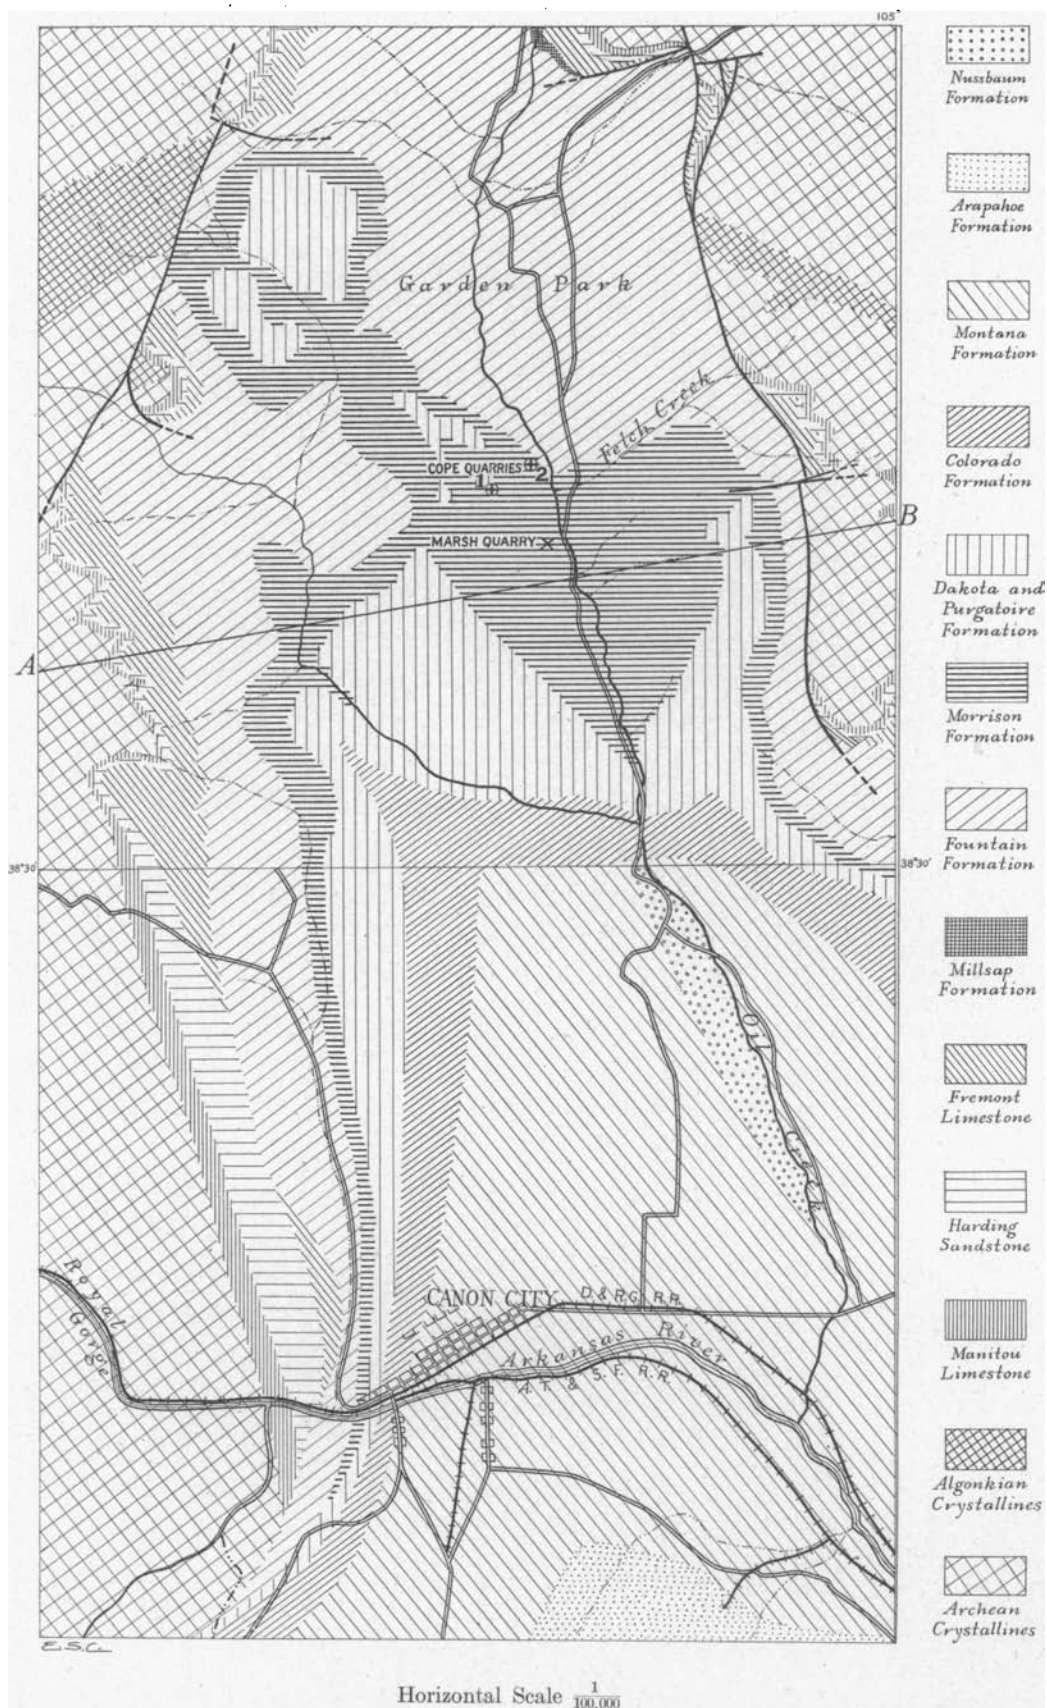 105°
Nussbaum
Formation
Arapahoe
Formation
Montana
Formation
Colorado
Formation
Dakota and
Purgatoire
Formation
Morrison
Formation
Fountain
Formation
Millsap
Formation
Fremont
Limestone
Harding
Sandstone
Manitou
Limestone
Algonkian
Crystallines
Archean
Crystallines
Garden Park
Fetch Creek
COPE QUARRIES
1
2
MARSH QUARRY
B
A
38°30'
38°30'
Oil Creek
Royal
Gorge
CANON CITY
D. & R.G. R.R.
Arkansas River
A. T. & S. F. R.R.
E.S.C.
Horizontal Scale 1/100,000